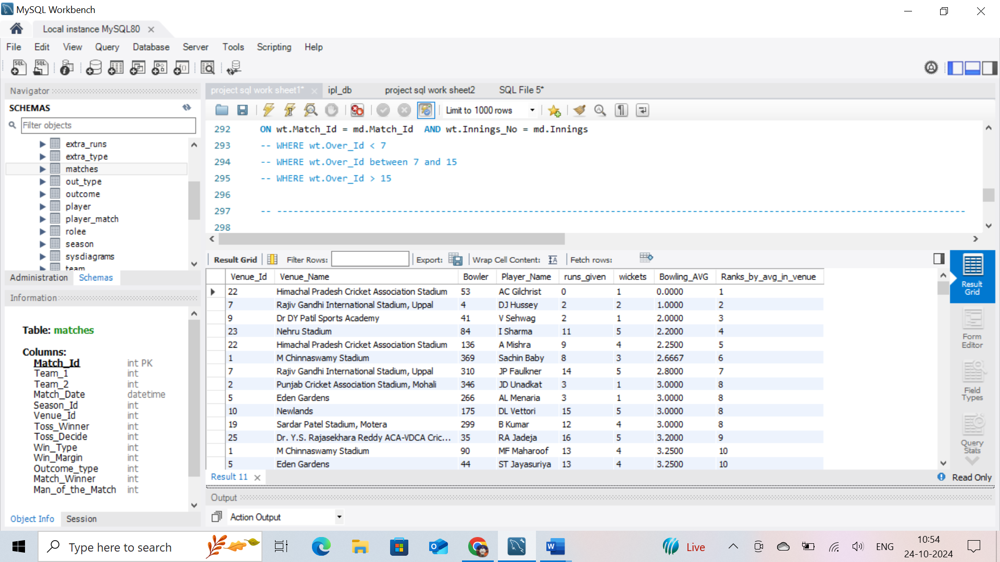 MySQL Workbench
Local instance MySQL80
File Edit View Query Database Server Tools Scripting Help
Navigator
SCHEMAS
Filter objects
extra_runs
extra_type
matches
out_type
outcome
player
player_match
rolee
season
sysdiagrams
team
Administration Schemas
Information
Table: matches
Columns:
Match_Id int PK
Team_1 int
Team_2 int
Match_Date datetime
Season_Id int
Venue_Id int
Toss_Winner int
Toss_Decide int
Win_Type int
Win_Margin int
Outcome_type int
Match_Winner int
Man_of_the_Match int
Object Info Session
project sql work sheet1* ipl_db project sql work sheet2 SQL File 5*
Limit to 1000 rows
292 ON wt.Match_Id = md.Match_Id AND wt.Innings_No = md.Innings
293 -- WHERE wt.Over_Id < 7
294 -- WHERE wt.Over_Id between 7 and 15
295 -- WHERE wt.Over_Id > 15
296
297 -- ------------------------------------------------------------------------------------------------------------------------------
298
Result Grid Filter Rows: Export: Wrap Cell Content: Fetch rows:
Venue_Id Venue_Name Bowler Player_Name runs_given wickets Bowling_AVG Ranks_by_avg_in_venue
22 Himachal Pradesh Cricket Association Stadium 53 AC Gilchrist 0 1 0.0000 1
7 Rajiv Gandhi International Stadium, Uppal 4 DJ Hussey 2 2 1.0000 2
9 Dr DY Patil Sports Academy 41 V Sehwag 2 1 2.0000 3
23 Nehru Stadium 84 I Sharma 11 5 2.2000 4
22 Himachal Pradesh Cricket Association Stadium 136 A Mishra 9 4 2.2500 5
1 M Chinnaswamy Stadium 369 Sachin Baby 8 3 2.6667 6
7 Rajiv Gandhi International Stadium, Uppal 310 JP Faulkner 14 5 2.8000 7
2 Punjab Cricket Association Stadium, Mohali 346 JD Unadkat 3 1 3.0000 8
5 Eden Gardens 266 AL Menaria 3 1 3.0000 8
10 Newlands 175 DL Vettori 15 5 3.0000 8
19 Sardar Patel Stadium, Motera 299 B Kumar 12 4 3.0000 8
25 Dr. Y.S. Rajasekhara Reddy ACA-VDCA Cric... 35 RA Jadeja 16 5 3.2000 9
1 M Chinnaswamy Stadium 90 MF Maharoof 13 4 3.2500 10
5 Eden Gardens 44 ST Jayasuriya 13 4 3.2500 10
Result Grid
Form Editor
Field Types
Query Stats
Result 11 Read Only
Output
Action Output
Type here to search
Live
ENG
10:54
24-10-2024